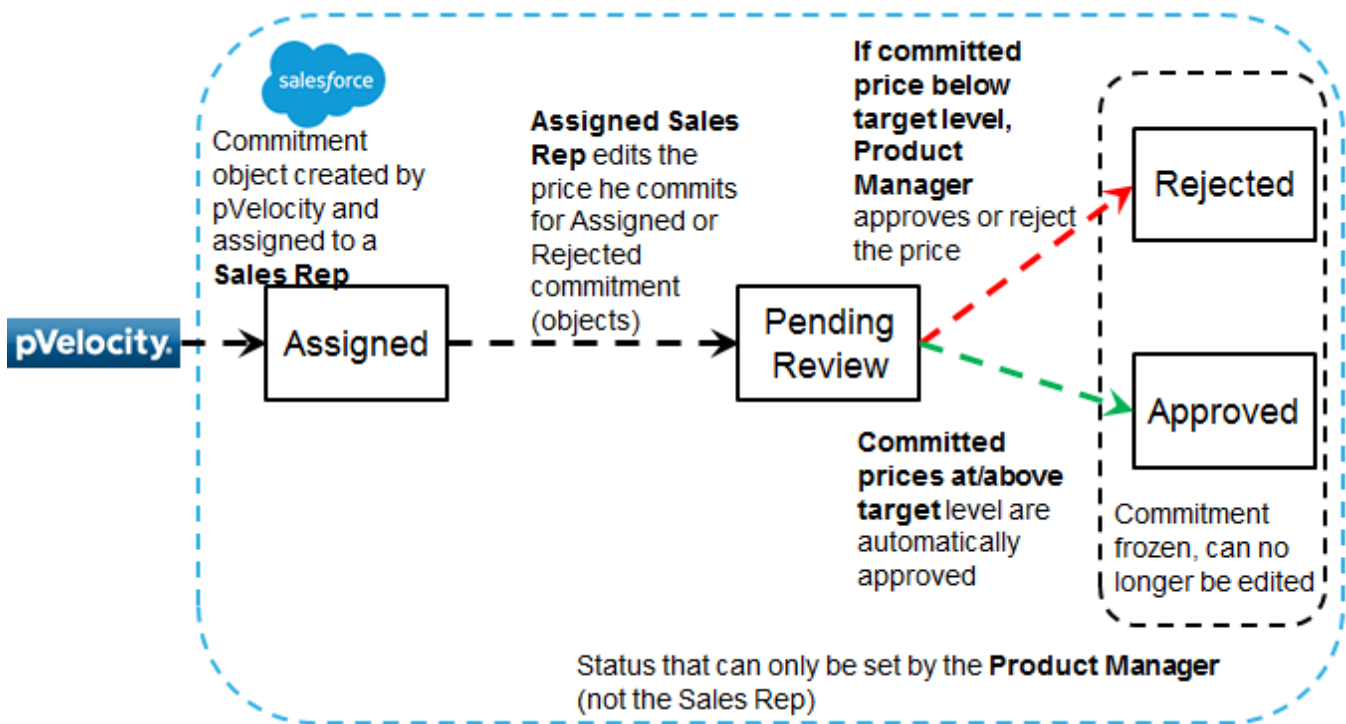 salesforce
Commitment
object created by
pVelocity and
assigned to a
Sales Rep
pVelocity.
Assigned
Assigned Sales
Rep edits the
price he commits
for Assigned or
Rejected
commitment
(objects)
Pending
Review
If committed
price below
target level,
Product
Manager
approves or reject
the price
Rejected
Approved
Committed
prices at/above
target level are
automatically
approved
Commitment
frozen, can no
longer be edited
Status that can only be set by the Product Manager
(not the Sales Rep)